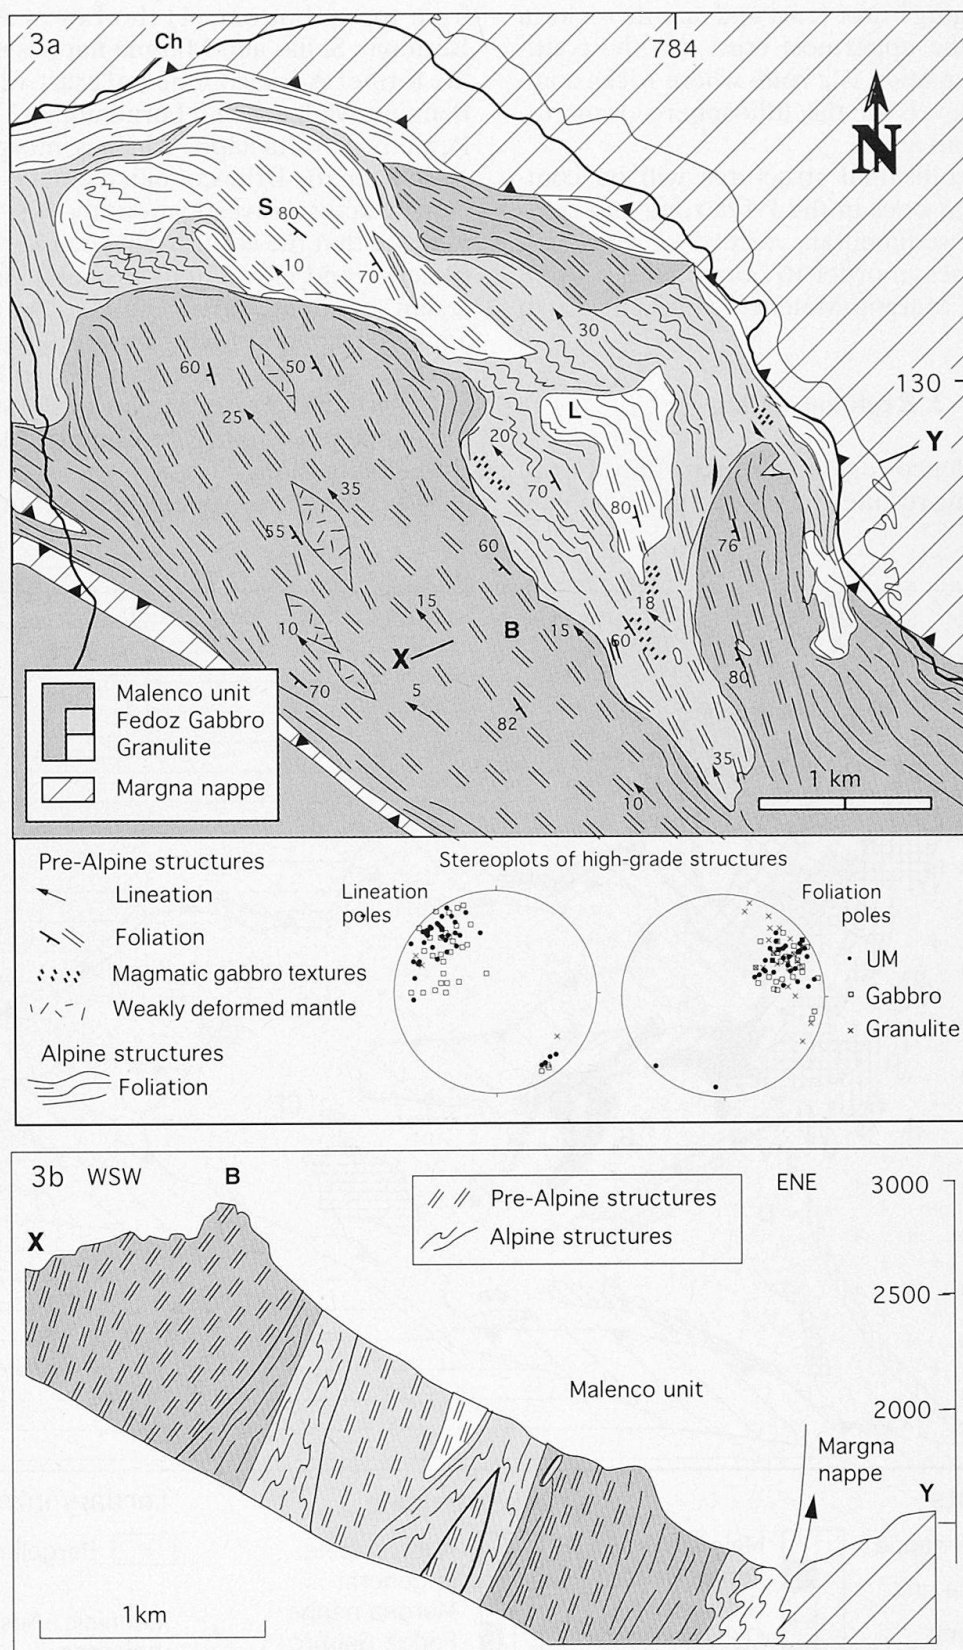 3a
Ch
784
N
S 80
10
70
30
60
50
130
L
25
20
Y
35
70
80
55
60
76
15
18
10
B
15
60
X
70
5
80
82
35
10
1 km
Malenco unit
Fedoz Gabbro
Granulite
Margna nappe
Pre-Alpine structures
Lineation
Foliation
Magmatic gabbro textures
Weakly deformed mantle
Alpine structures
Foliation
Stereoplots of high-grade structures
Lineation
poles
Foliation
poles
UM
Gabbro
Granulite
3b WSW B ENE 3000
Pre-Alpine structures
Alpine structures
X
2500
Malenco unit
2000
Margna
nappe
Y
1km